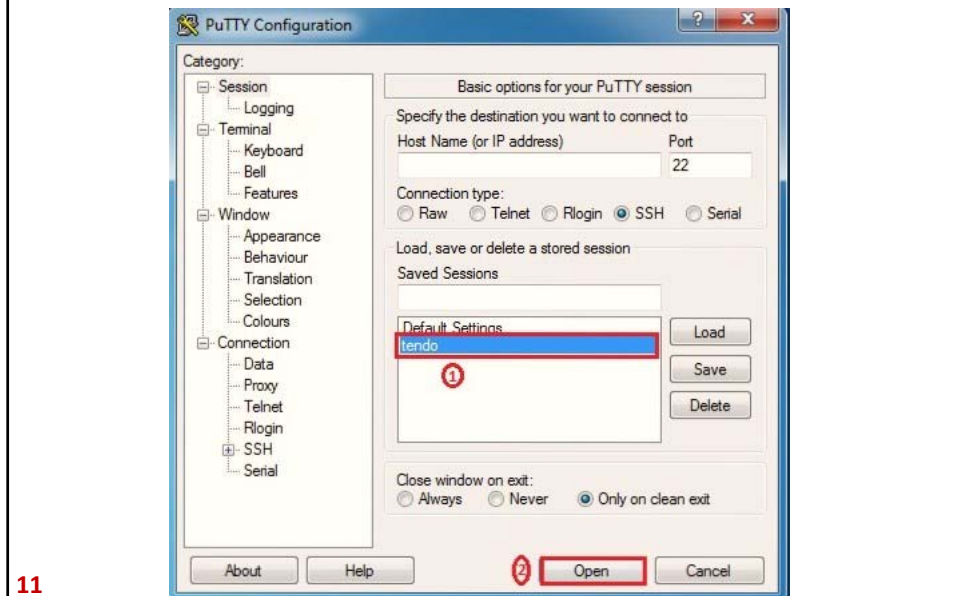 PuTTY Configuration
?
X
Category:
Session
Logging
Terminal
Keyboard
Bell
Features
Window
Appearance
Behaviour
Translation
Selection
Colours
Connection
Data
Proxy
Telnet
Rlogin
SSH
Serial
Basic options for your PuTTY session
Specify the destination you want to connect to
Host Name (or IP address) Port
22
Connection type:
Raw Telnet Rlogin SSH Serial
Load, save or delete a stored session
Saved Sessions
Default Settings
tendo
1
Load
Save
Delete
Close window on exit:
Always Never Only on clean exit
About Help 2 Open Cancel
11